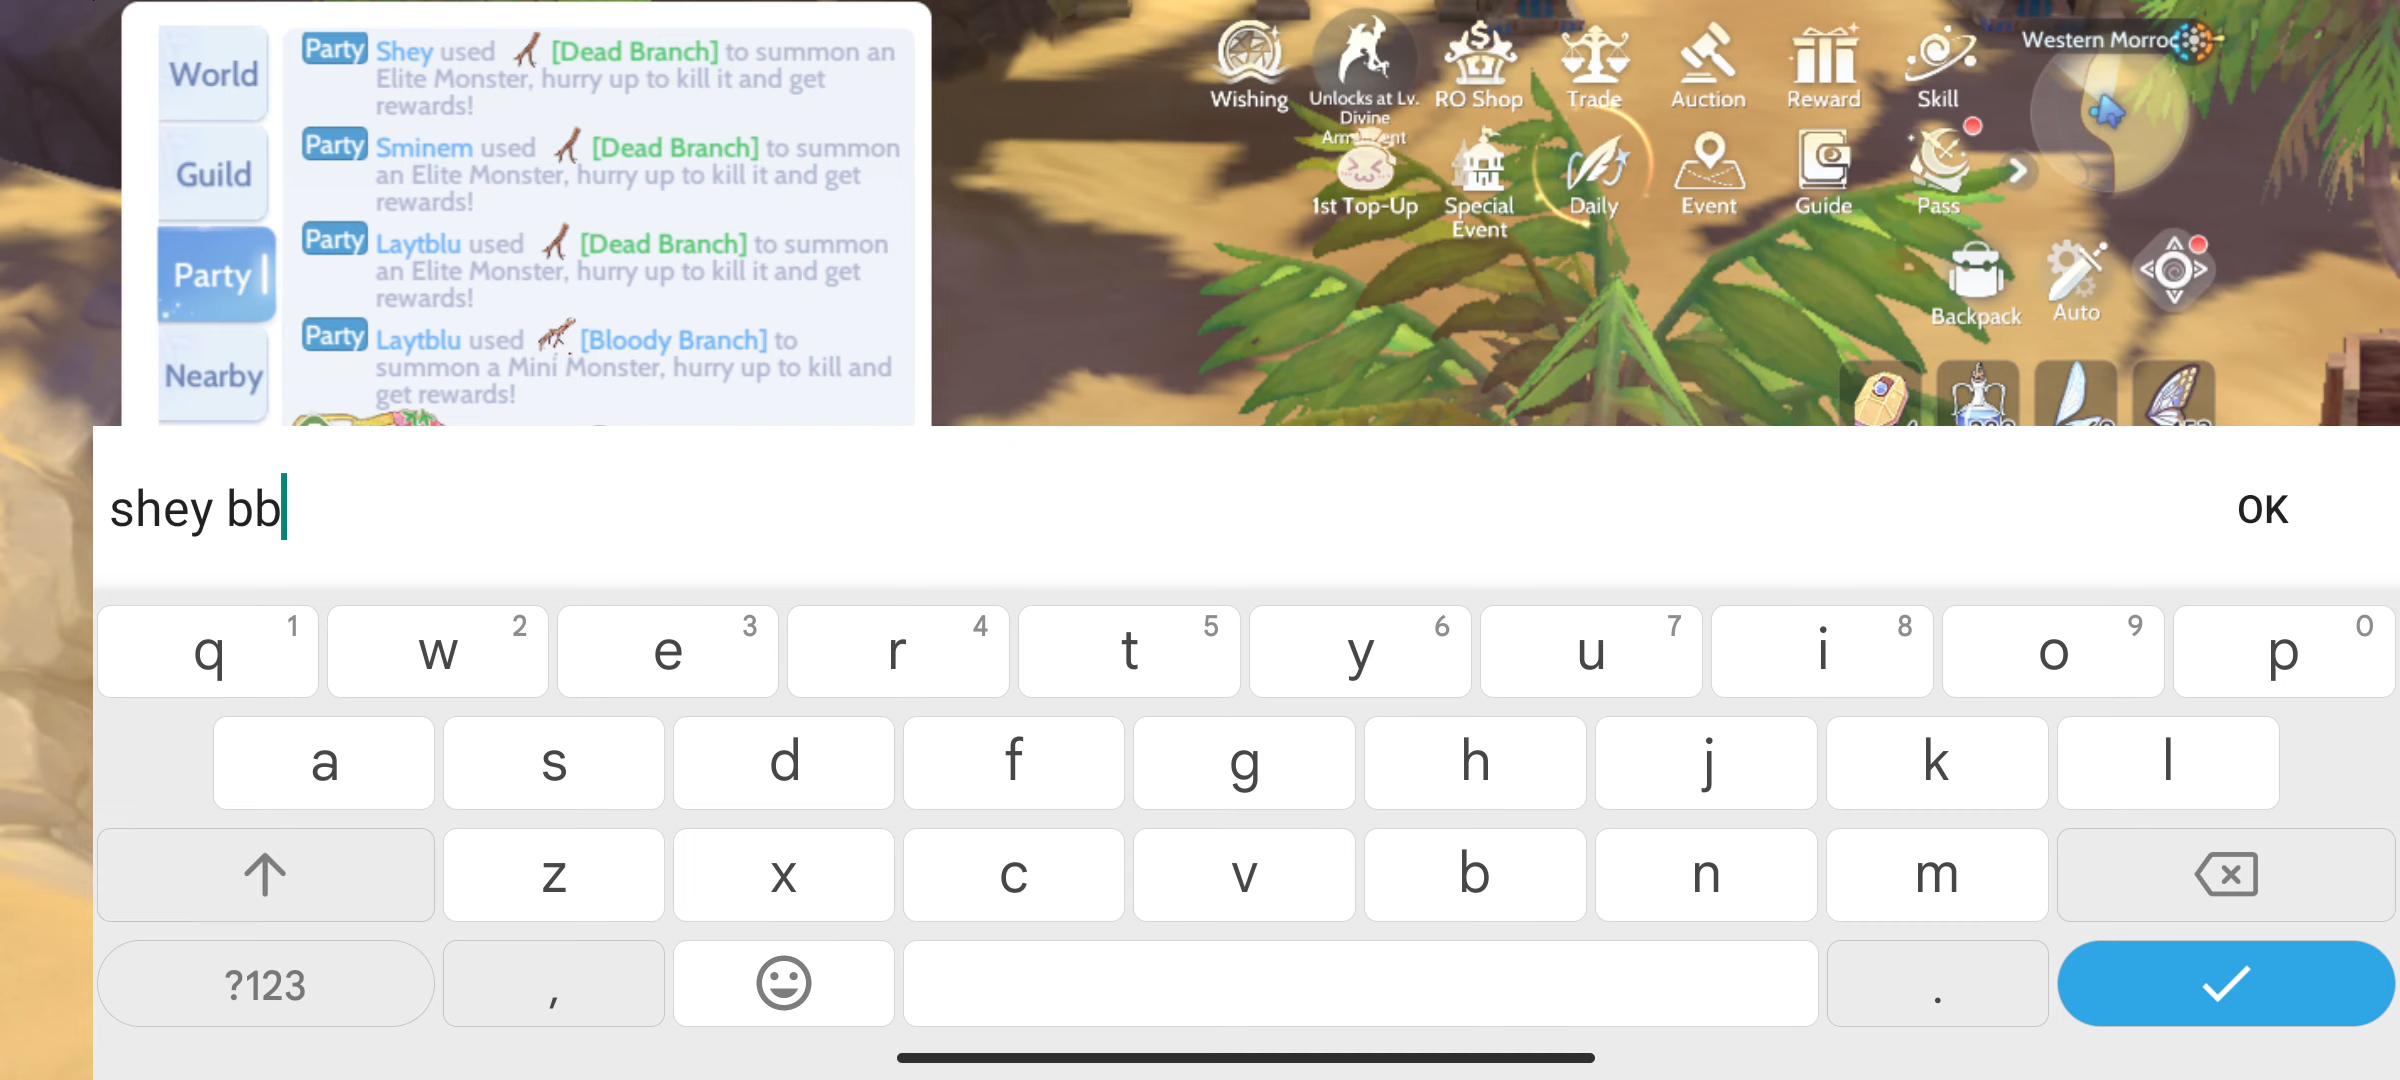 World
Guild
Party
Nearby
Party Shey used [Dead Branch] to summon an
Elite Monster, hurry up to kill it and get
rewards!
Party Sminem used [Dead Branch] to summon
an Elite Monster, hurry up to kill it and get
rewards!
Party Laytblu used [Dead Branch] to summon
an Elite Monster, hurry up to kill it and get
rewards!
Party Laytblu used [Bloody Branch] to
summon a Mini Monster, hurry up to kill and
get rewards!
Wishing
Unlocks at Lv.
Divine
RO Shop
Trade
Auction
Reward
Skill
Western
1st Top-Up
Special
Event
Daily
Event
Guide
Pass
Backpack
Auto
shey bb
OK
q 1 w 2 e 3 r 4 t 5 y 6 u 7 i 8 o 9 p 0
a s d f g h j k l
z x c v b n m
?123 , .